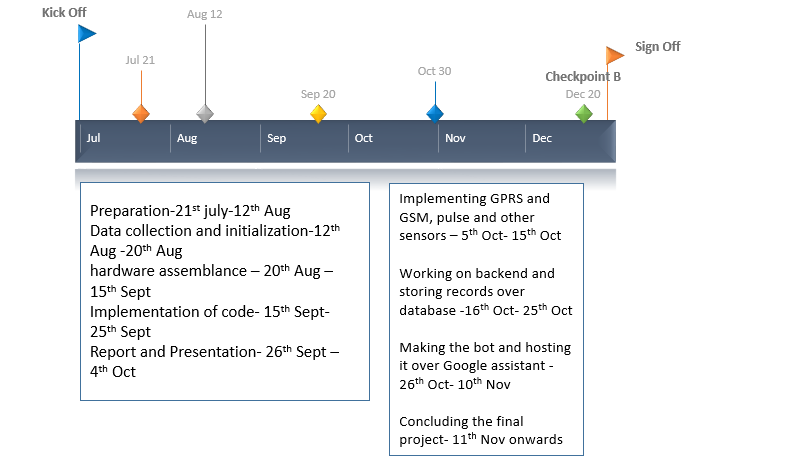 Kick Off
Aug 12
Sign Off
Jul 21
Oct 30
Checkpoint B
Sep 20
Dec 20
Jul Aug Sep Oct Nov Dec
Preparation-21st july-12th Aug
Data collection and initialization-12th
Aug -20th Aug
hardware assemblance – 20th Aug –
15th Sept
Implementation of code- 15th Sept-
25th Sept
Report and Presentation- 26th Sept –
4th Oct
Implementing GPRS and
GSM, pulse and other
sensors – 5th Oct- 15th Oct
Working on backend and
storing records over
database -16th Oct- 25th Oct
Making the bot and hosting
it over Google assistant -
26th Oct- 10th Nov
Concluding the final
project- 11th Nov onwards